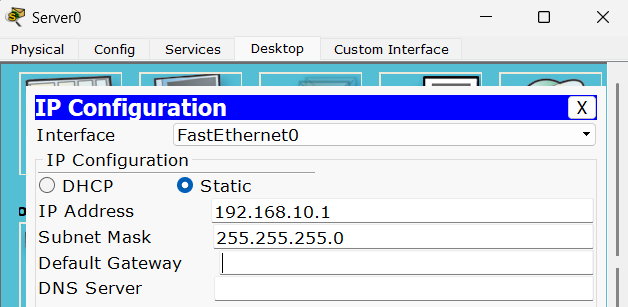 Server0
Physical Config Services Desktop Custom Interface
IP Configuration X
Interface FastEthernet0
IP Configuration
DHCP Static
IP Address 192.168.10.1
Subnet Mask 255.255.255.0
Default Gateway
DNS Server